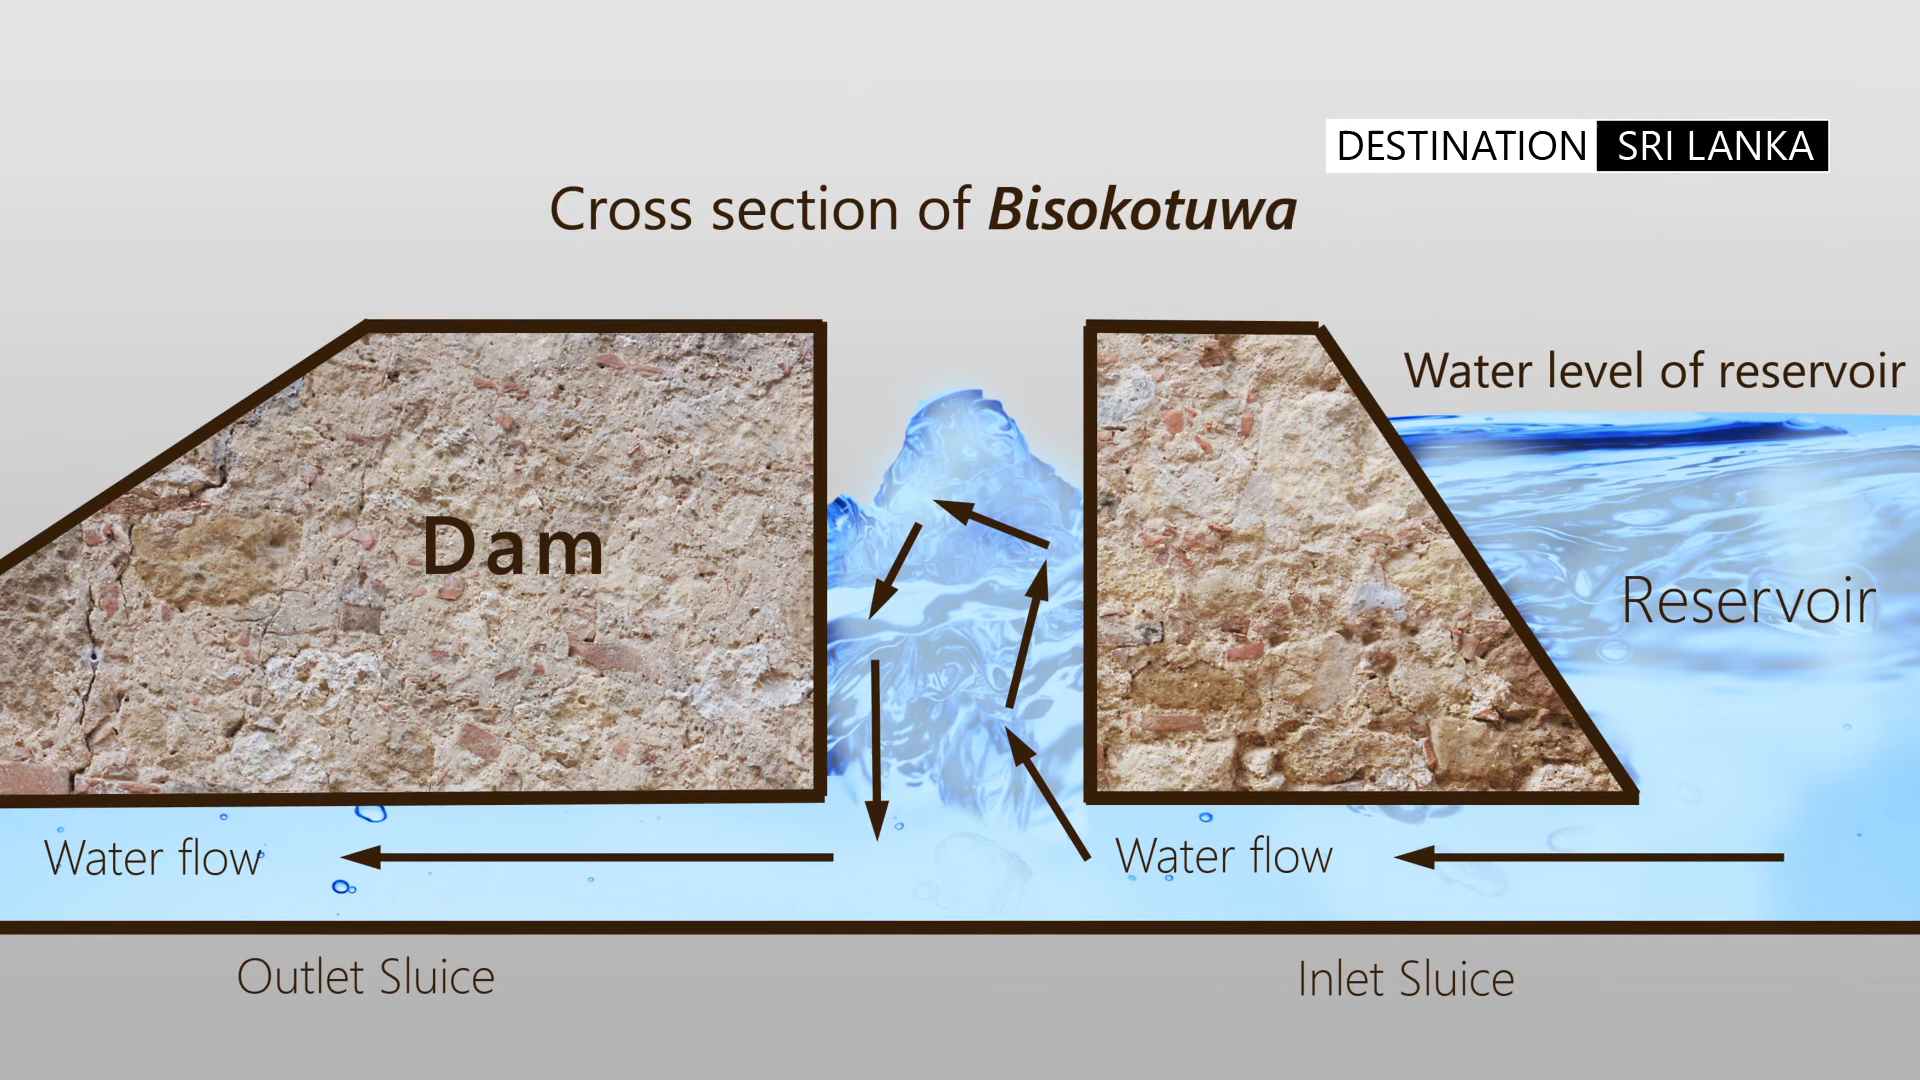 DESTINATION SRI LANKA
Cross section of Bisokotuwa
Water level of reservoir
Dam
Reservoir
Water flow
Water flow
Outlet Sluice
Inlet Sluice